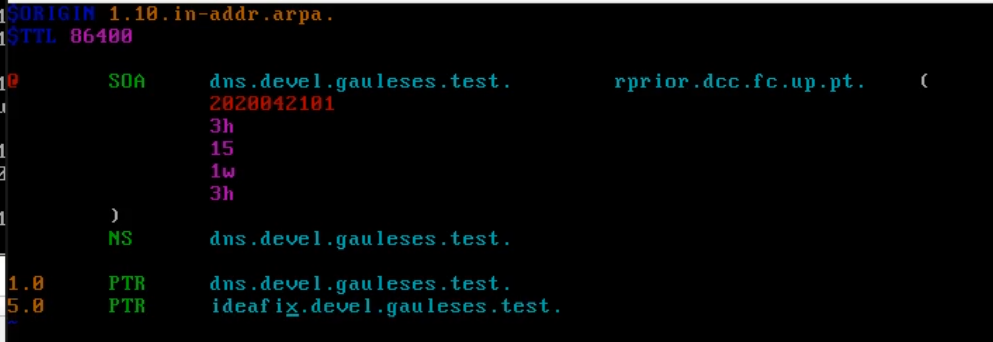 $ORIGIN 1.10.in-addr.arpa.
$TTL 86400
@ SOA dns.devel.gauleses.test. rprior.dcc.fc.up.pt. (
2020042101
3h
15
1w
3h
)
NS dns.devel.gauleses.test.
1.0 PTR dns.devel.gauleses.test.
5.0 PTR ideafix.devel.gauleses.test.